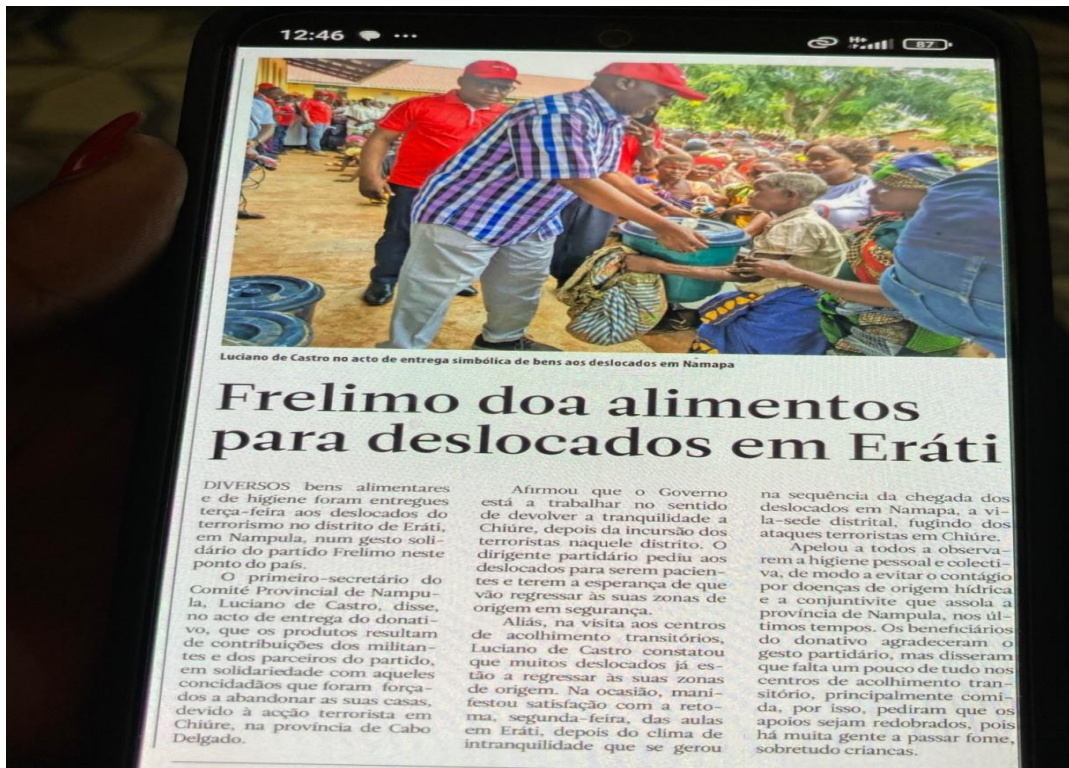 12:46
H+
87
Luciano de Castro no acto de entrega simbólica de bens aos deslocados em Namapa
Frelimo doa alimentos
para deslocados em Eráti
DIVERSOS bens alimentares
e de higiene foram entregues
terça-feira aos deslocados do
terrorismo no distrito de Eráti,
em Nampula, num gesto soli-
dário do partido Frelimo neste
ponto do país.
O primeiro-secretário do
Comité Provincial de Nampu-
la, Luciano de Castro, disse,
no acto de entrega do donati-
vo, que os produtos resultam
de contribuições dos militan-
tes e dos parceiros do partido,
em solidariedade com aqueles
concidadãos que foram força-
dos a abandonar as suas casas,
devido à acção terrorista em
Chiúre, na província de Cabo
Delgado.
Afirmou que o Governo
está a trabalhar no sentido
de devolver a tranquilidade a
Chiúre, depois da incursão dos
terroristas naquele distrito. O
dirigente partidário pediu aos
deslocados para serem pacien-
tes e terem a esperança de que
vão regressar às suas zonas de
origem em segurança.
Aliás, na visita aos centros
de acolhimento transitórios,
Luciano de Castro constatou
que muitos deslocados já es-
tão a regressar às suas zonas
de origem. Na ocasião, mani-
festou satisfação com a reto-
ma, segunda-feira, das aulas
em Eráti, depois do clima de
intranquilidade que se gerou
na sequência da chegada dos
deslocados em Namapa, a vi-
la-sede distrital, fugindo dos
ataques terroristas em Chiúre.
Apelou a todos a observa-
rem a higiene pessoal e colecti-
va, de modo a evitar o contágio
por doenças de origem hídrica
e a conjuntivite que assola a
província de Nampula, nos úl-
timos tempos. Os beneficiários
do donativo agradeceram o
gesto partidário, mas disseram
que falta um pouco de tudo nos
centros de acolhimento tran-
sitório, principalmente comi-
da, por isso, pediram que os
apoios sejam redobrados, pois
há muita gente a passar fome,
sobretudo crianças.